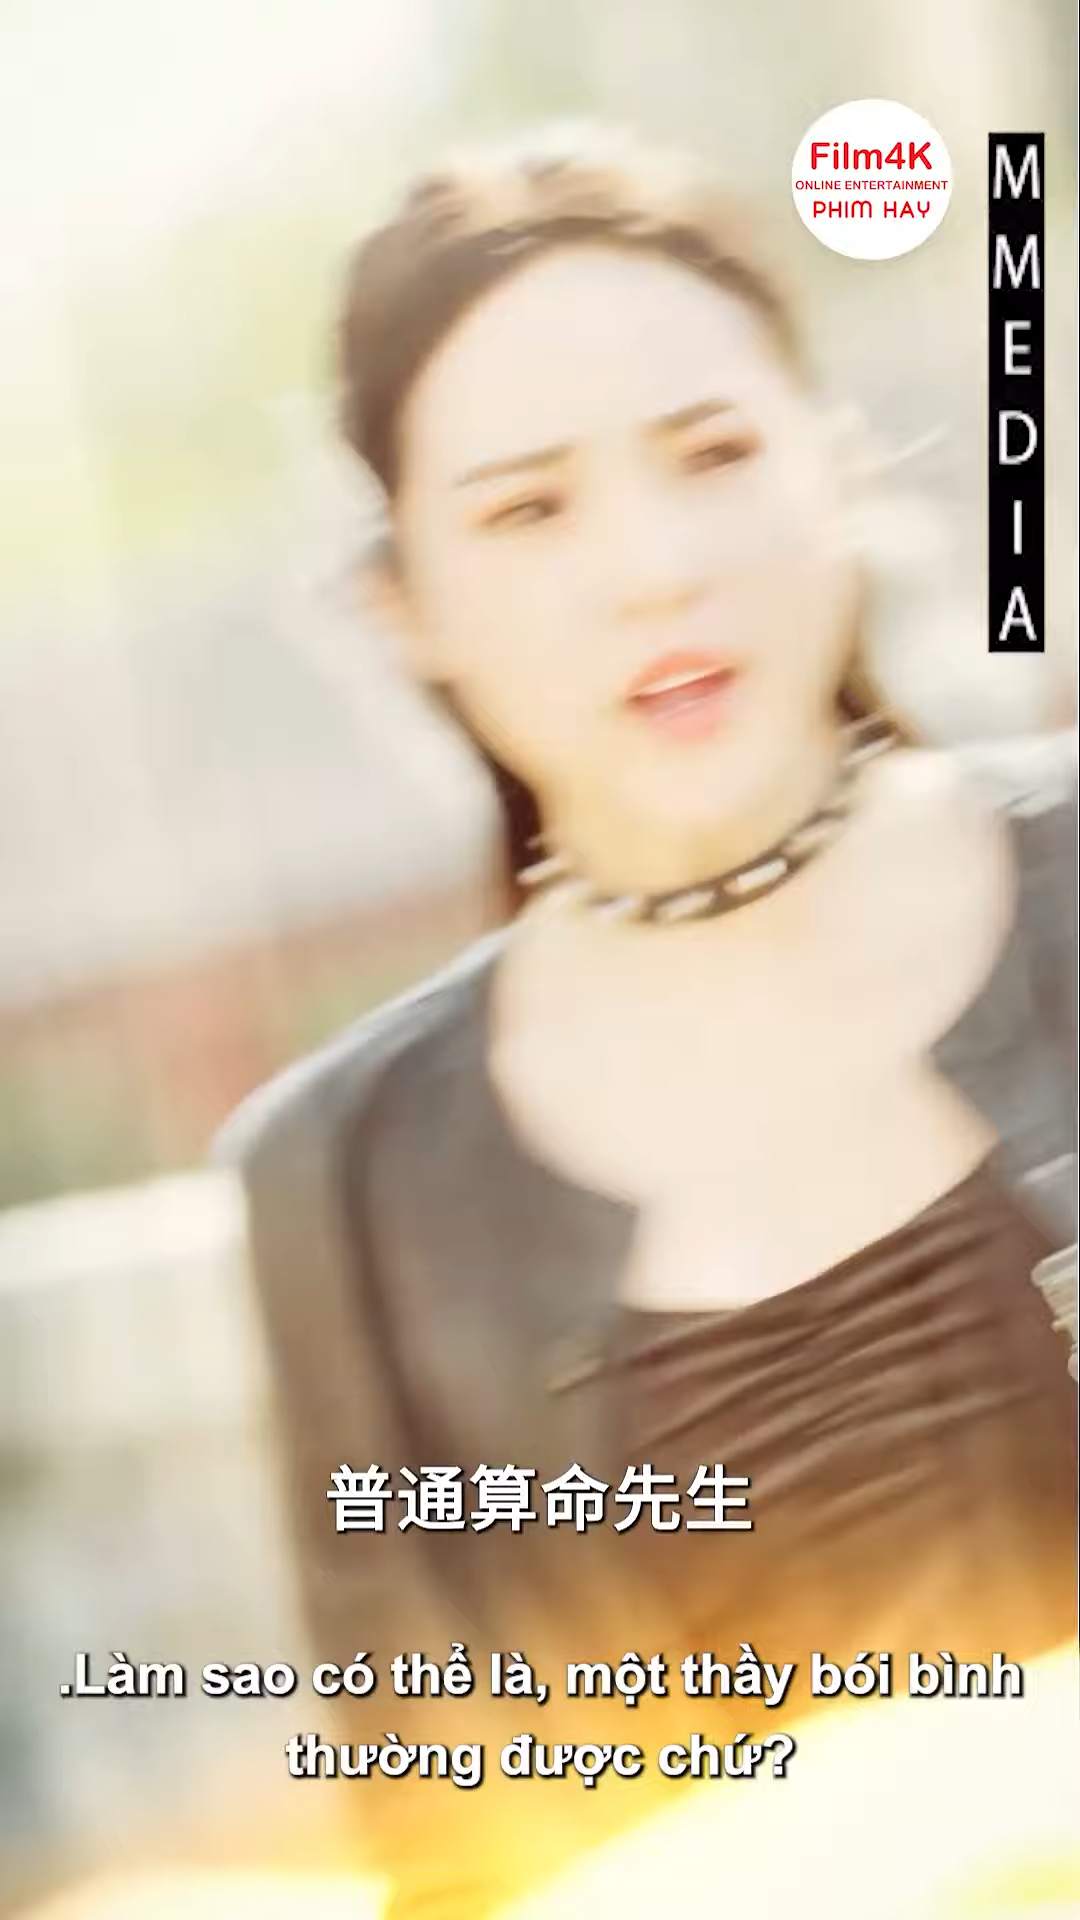 Film4K
ONLINE ENTERTAINMENT
PHIM HAY
MMEDIA
普通算命先生
.Làm sao có thể là, một thầy bói bình
thường được chứ?